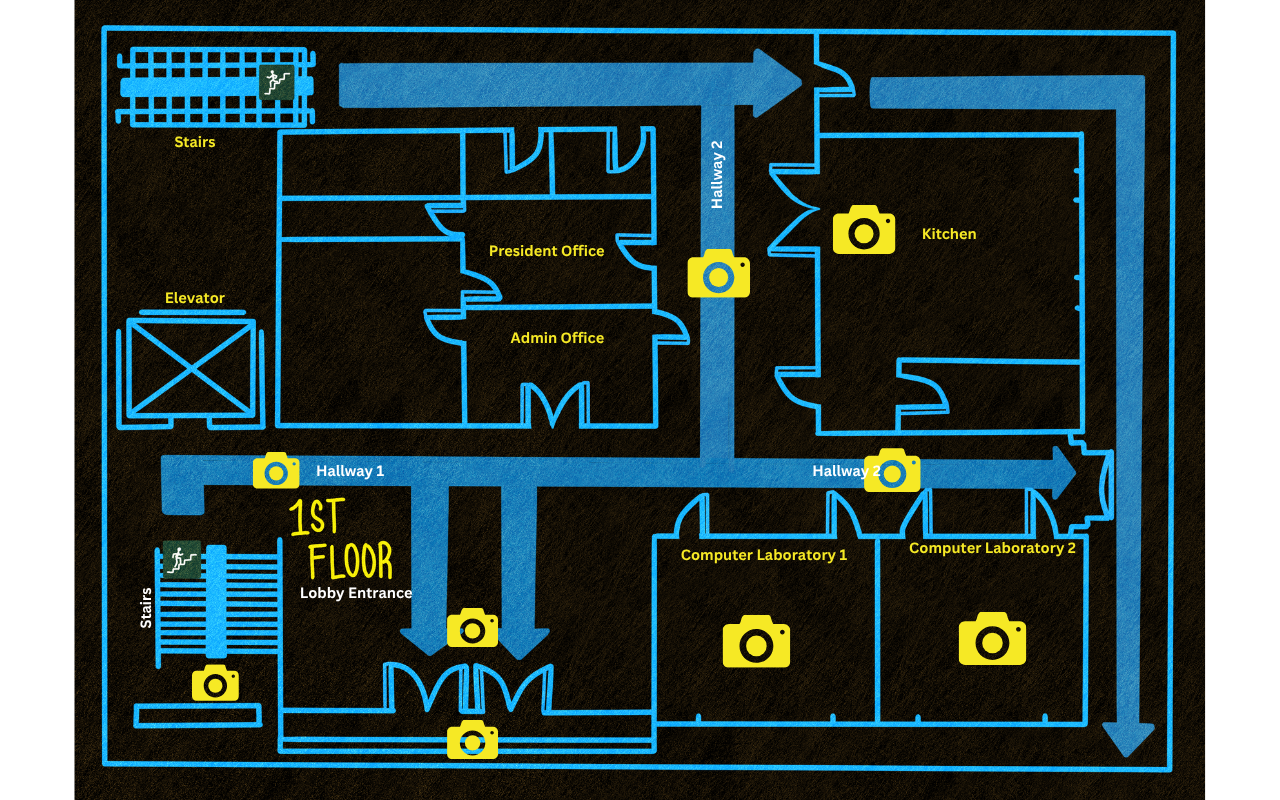 Stairs
Hallway 2
President Office
Kitchen
Elevator
Admin Office
Hallway 1
Hallway 2
1ST
FLOOR
Lobby Entrance
Computer Laboratory 1
Computer Laboratory 2
Stairs